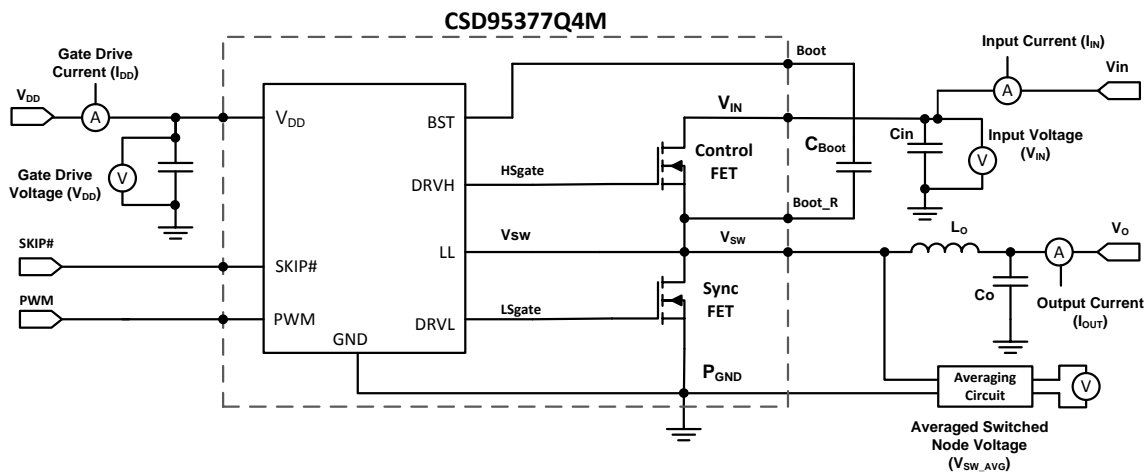 CSD95377Q4M
Gate Drive
Current (IDD)
VDD
A
Gate Drive
Voltage (VDD)
V
SKIP#
PWM
VDD
BST
DRVH
LL
SKIP#
PWM
DRVL
GND
HSgate
Vsw
LSgate
Control
FET
Sync
FET
VIN
VSW
PGND
Boot
CBoot
Boot_R
Input Current (IIN)
A
Vin
Cin
V
Input Voltage
(VIN)
LO
A
VO
Co
Output Current
(IOUT)
Averaging
Circuit
V
Averaged Switched
Node Voltage
(VSW_AVG)